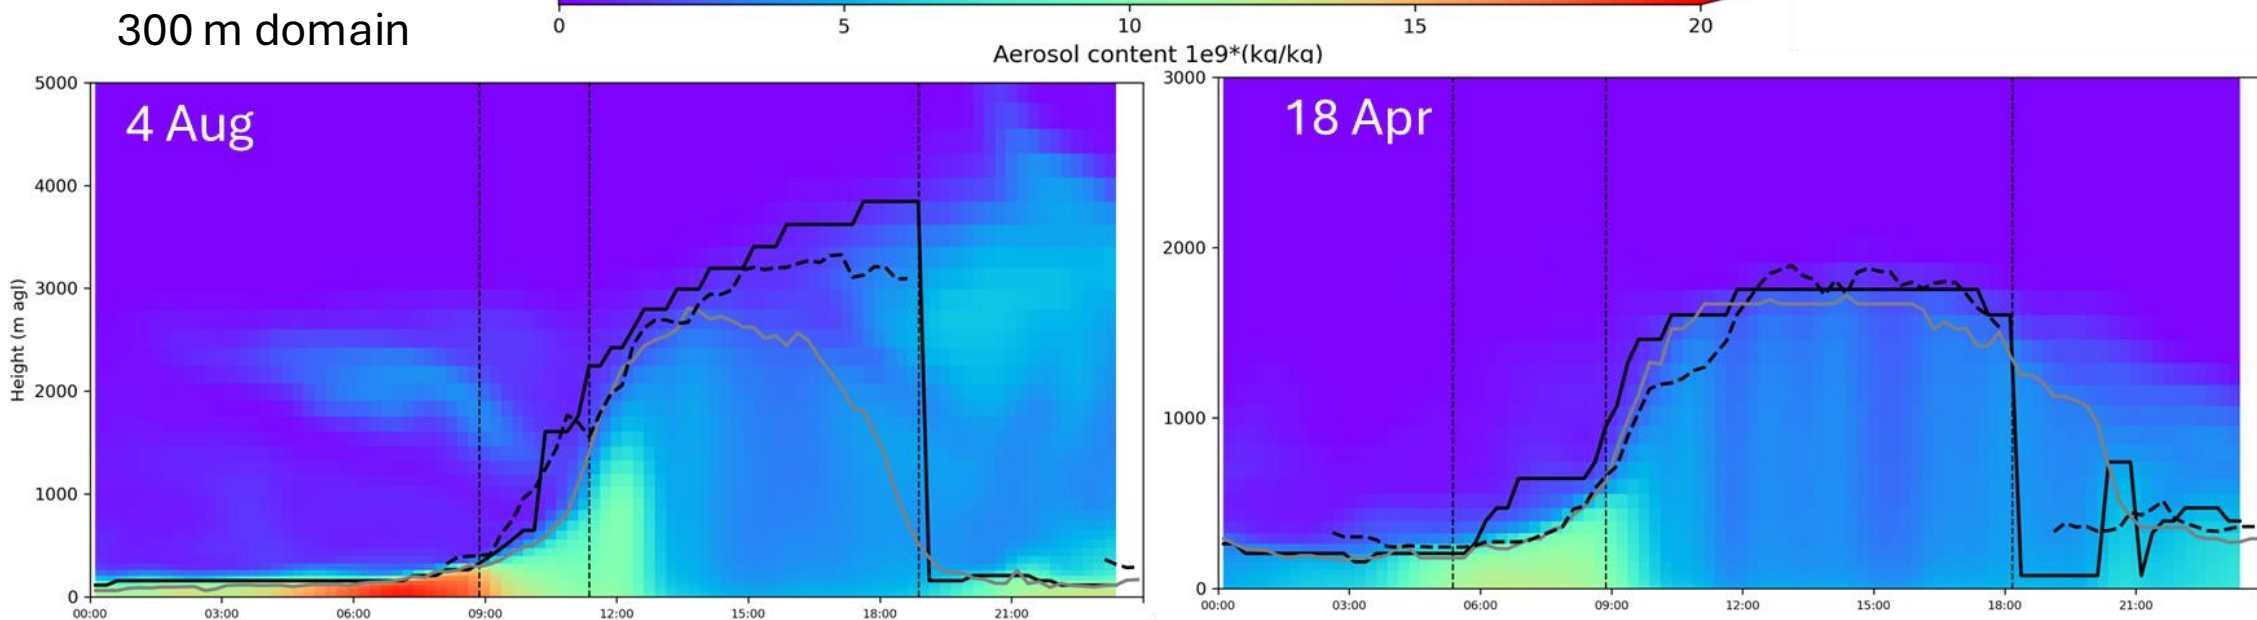 300 m domain
0 5 10 15 20
Aerosol content 1e9*(kg/kg)
4 Aug
5000
4000
3000
2000
1000
0
Height (m agl)
00:00 03:00 06:00 09:00 12:00 15:00 18:00 21:00
18 Apr
3000
2000
1000
0
00:00 03:00 06:00 09:00 12:00 15:00 18:00 21:00